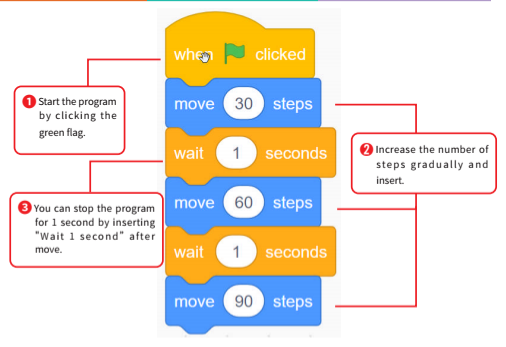 when clicked
move 30 steps
wait 1 seconds
move 60 steps
wait 1 seconds
move 90 steps
1 Start the program
by clicking the
green flag.
2 Increase the number of
steps gradually and
insert.
3 You can stop the program
for 1 second by inserting
"Wait 1 second" after
move.